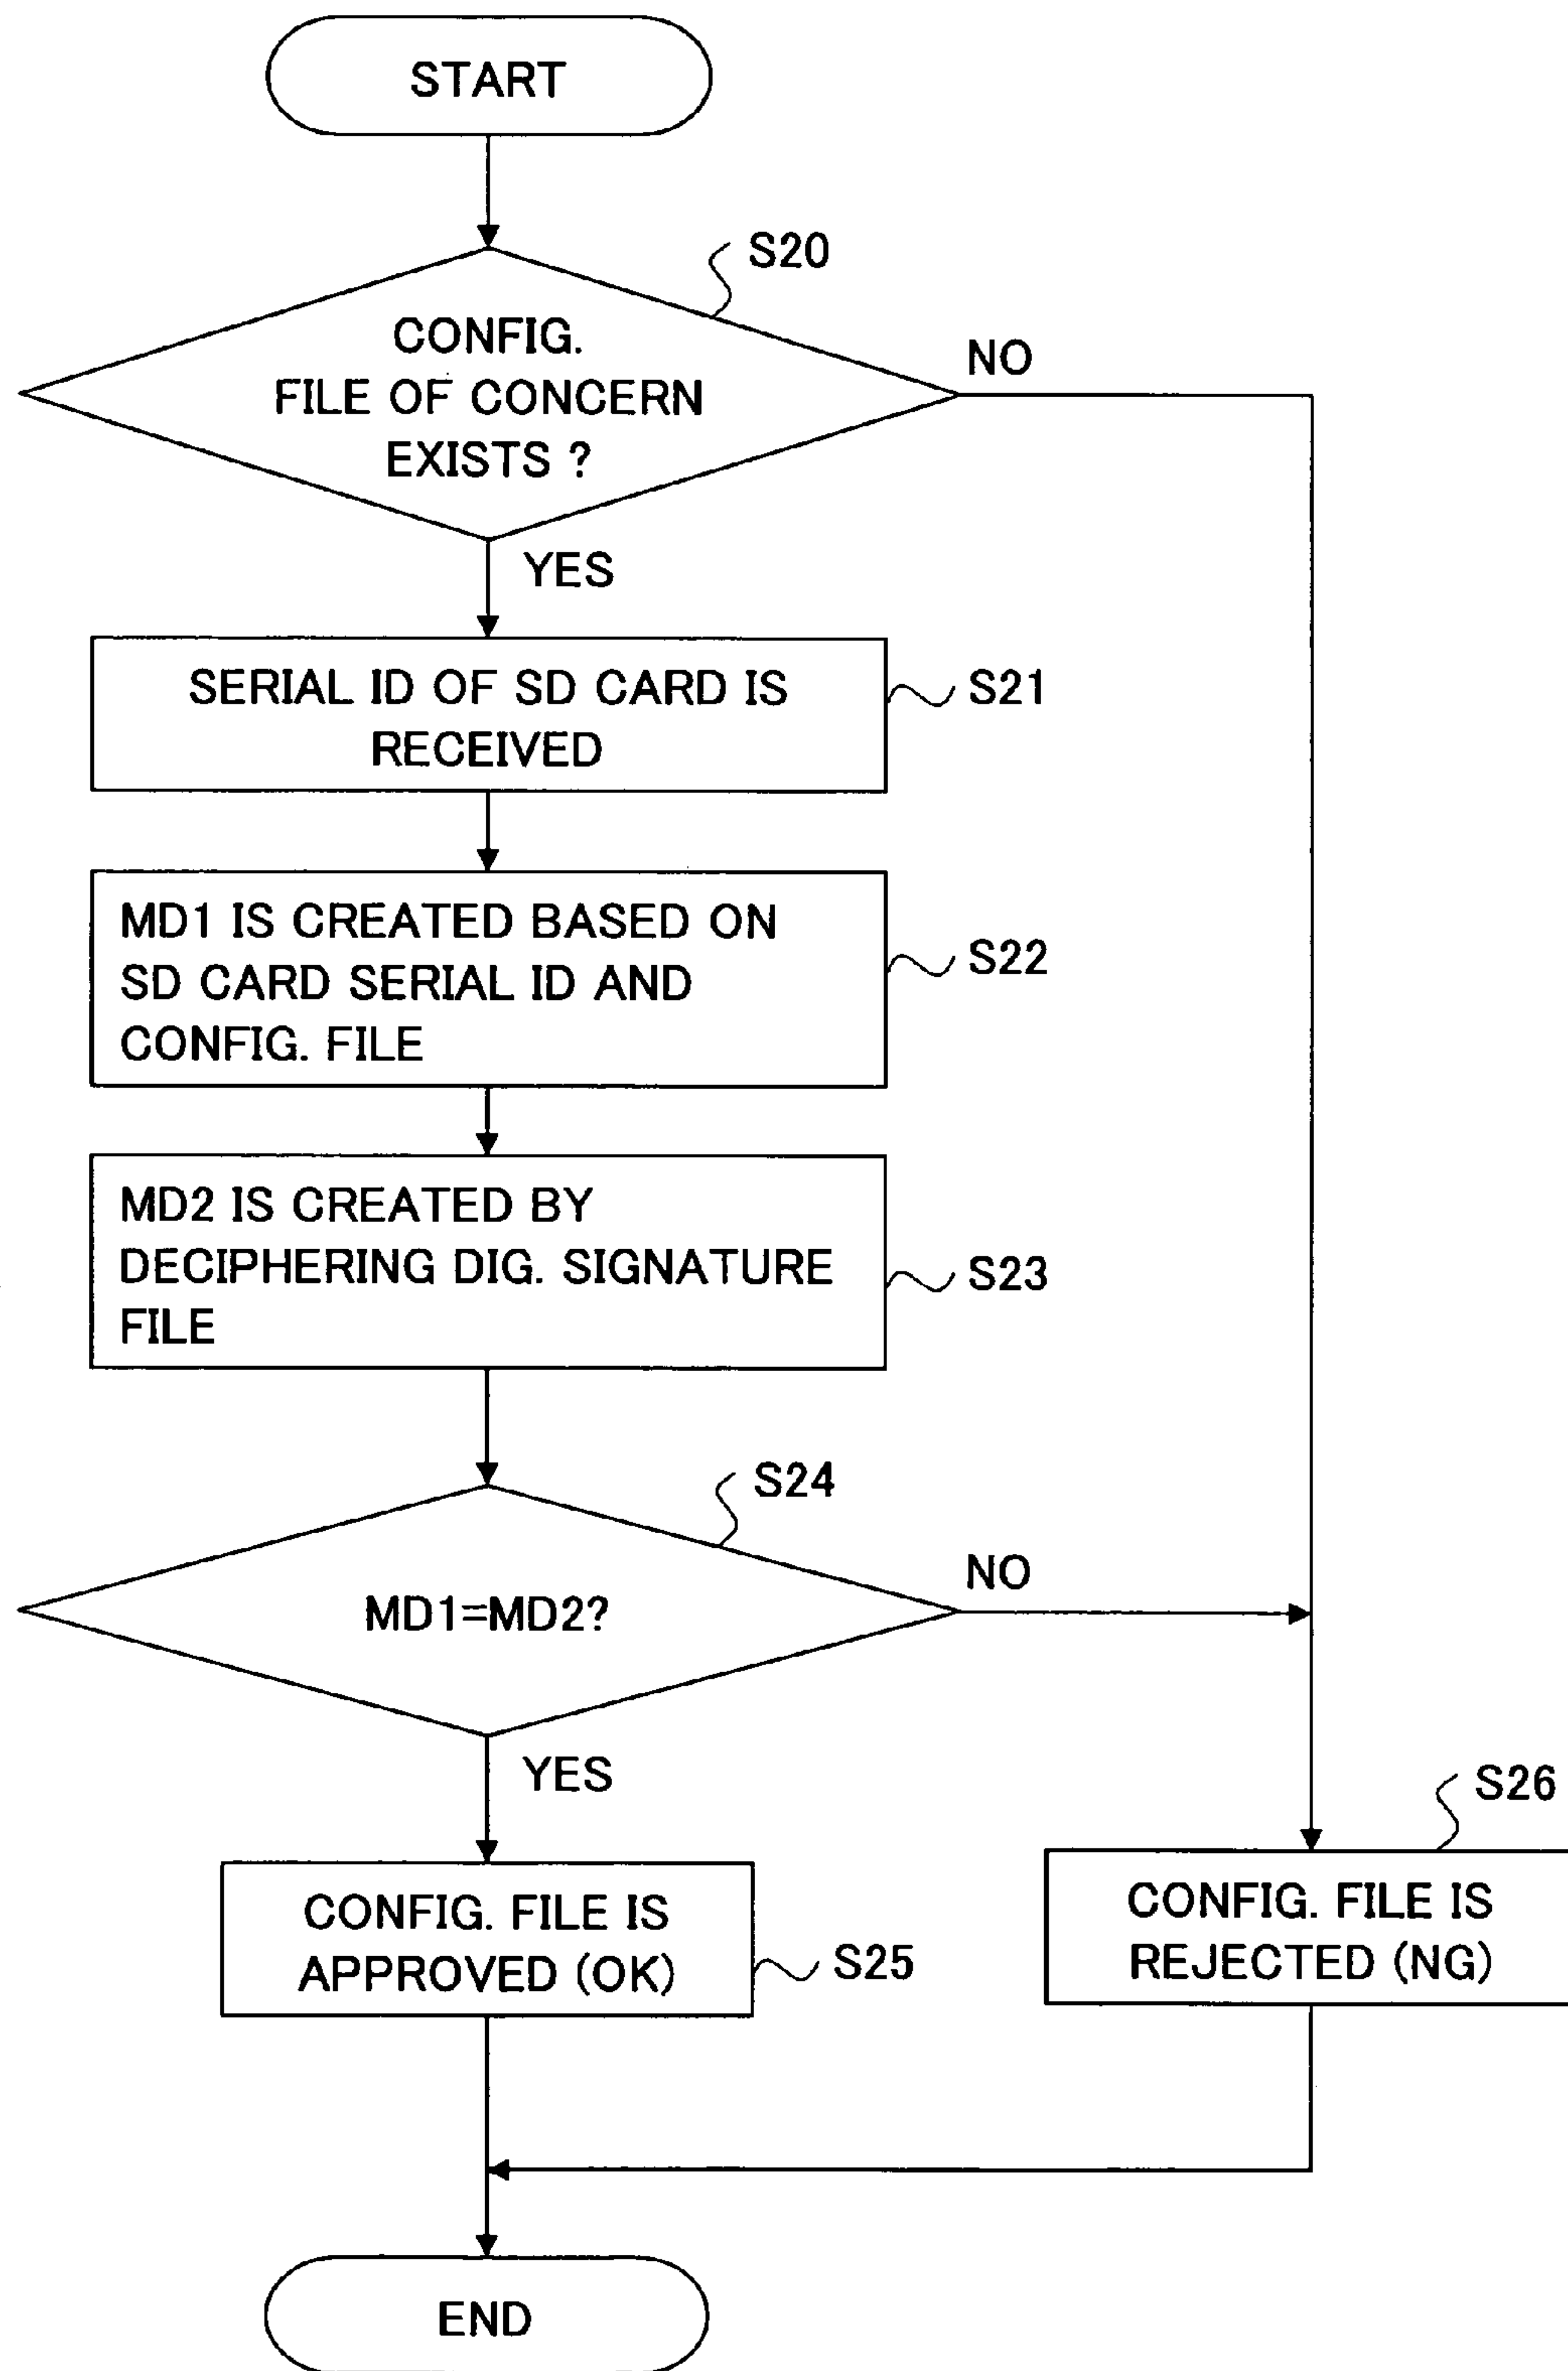 START
S20
CONFIG.
FILE OF CONCERN
EXISTS ?
NO
YES
SERIAL ID OF SD CARD IS
RECEIVED
S21
MD1 IS CREATED BASED ON
SD CARD SERIAL ID AND
CONFIG. FILE
S22
MD2 IS CREATED BY
DECIPHERING DIG. SIGNATURE
FILE
S23
S24
MD1=MD2?
NO
YES
CONFIG. FILE IS
APPROVED (OK)
S25
S26
CONFIG. FILE IS
REJECTED (NG)
END